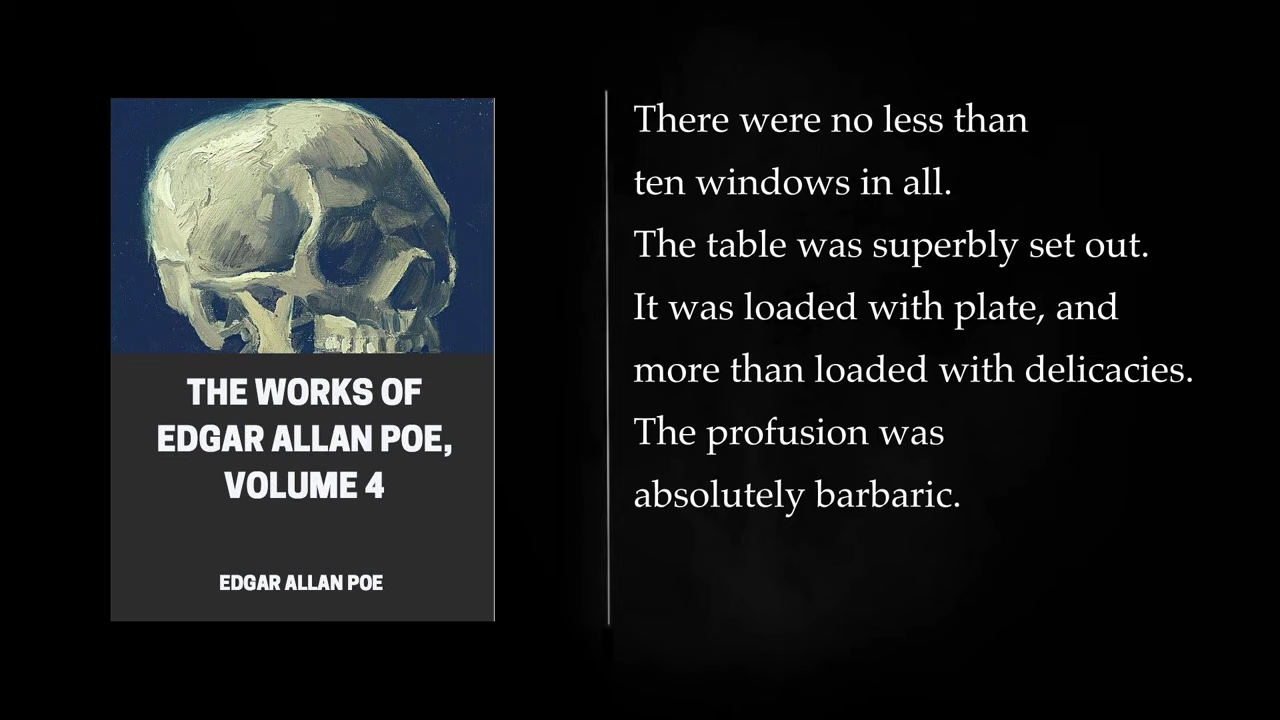 THE WORKS OF
EDGAR ALLAN POE,
VOLUME 4
EDGAR ALLAN POE
There were no less than
ten windows in all.
The table was superbly set out.
It was loaded with plate, and
more than loaded with delicacies.
The profusion was
absolutely barbaric.